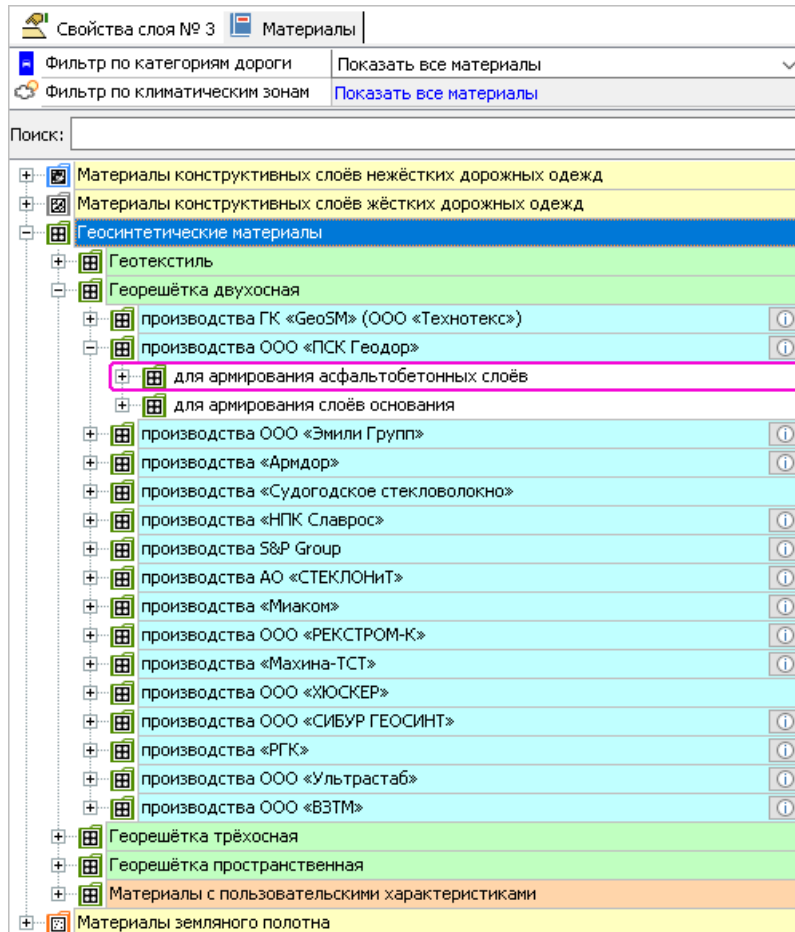 Свойства слоя № 3 Материалы
Фильтр по категориям дороги Показать все материалы
Фильтр по климатическим зонам Показать все материалы
Поиск:
Материалы конструктивных слоёв нежёстких дорожных одежд
Материалы конструктивных слоёв жёстких дорожных одежд
Геосинтетические материалы
Геотекстиль
Георешётка двухосная
производства ГК «GeoSM» (ООО «Технотекс»)
производства ООО «ПСК Геодор»
для армирования асфальтобетонных слоёв
для армирования слоёв основания
производства ООО «Эмили Групп»
производства «Армдор»
производства «Судогодское стекловолокно»
производства «НПК Славрос»
производства S&P Group
производства АО «СТЕКЛОНиТ»
производства «Миаком»
производства ООО «РЕКСТРОМ-К»
производства «Махина-ТСТ»
производства ООО «ХЮСКЕР»
производства ООО «СИБУР ГЕОСИНТ»
производства «РГК»
производства ООО «Ультрастаб»
производства ООО «ВЗТМ»
Георешётка трёхосная
Георешётка пространственная
Материалы с пользовательскими характеристиками
Материалы земляного полотна